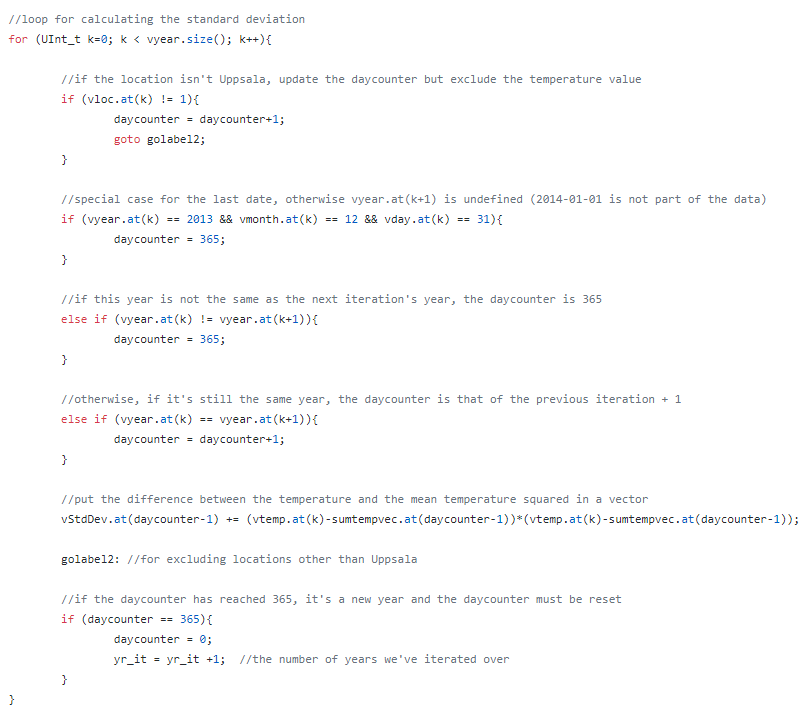 //loop for calculating the standard deviation
for (UInt_t k=0; k < vyear.size(); k++){
//if the location isn't Uppsala, update the daycounter but exclude the temperature value
if (vloc.at(k) != 1){
daycounter = daycounter+1;
goto golabel2;
}
//special case for the last date, otherwise vyear.at(k+1) is undefined (2014-01-01 is not part of the data)
if (vyear.at(k) == 2013 && vmonth.at(k) == 12 && vday.at(k) == 31){
daycounter = 365;
}
//if this year is not the same as the next iteration's year, the daycounter is 365
else if (vyear.at(k) != vyear.at(k+1)){
daycounter = 365;
}
//otherwise, if it's still the same year, the daycounter is that of the previous iteration + 1
else if (vyear.at(k) == vyear.at(k+1)){
daycounter = daycounter+1;
}
//put the difference between the temperature and the mean temperature squared in a vector
vStdDev.at(daycounter-1) += (vtemp.at(k)-sumtempvec.at(daycounter-1))*(vtemp.at(k)-sumtempvec.at(daycounter-1));
golabel2: //for excluding locations other than Uppsala
//if the daycounter has reached 365, it's a new year and the daycounter must be reset
if (daycounter == 365){
daycounter = 0;
yr_it = yr_it +1;  //the number of years we've iterated over
}
}